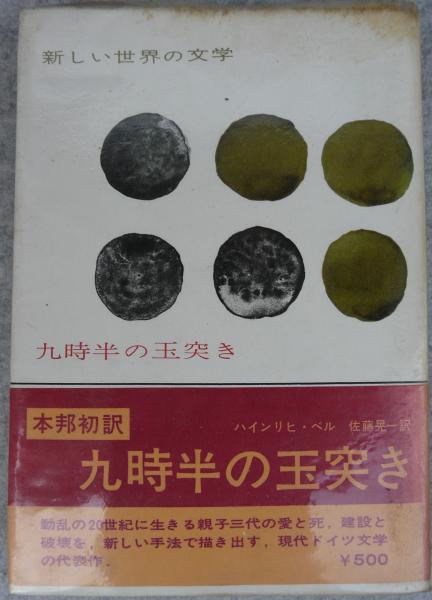 新しい世界の文学
九時半の玉突き
本邦初訳
ハインリヒ・ベル 佐藤晃一訳
九時半の玉突き
動乱の20世紀に生きる親子三代の愛と死，建設と
破壊を，新しい手法で描き出す，現代ドイツ文学
の代表作． ￥500